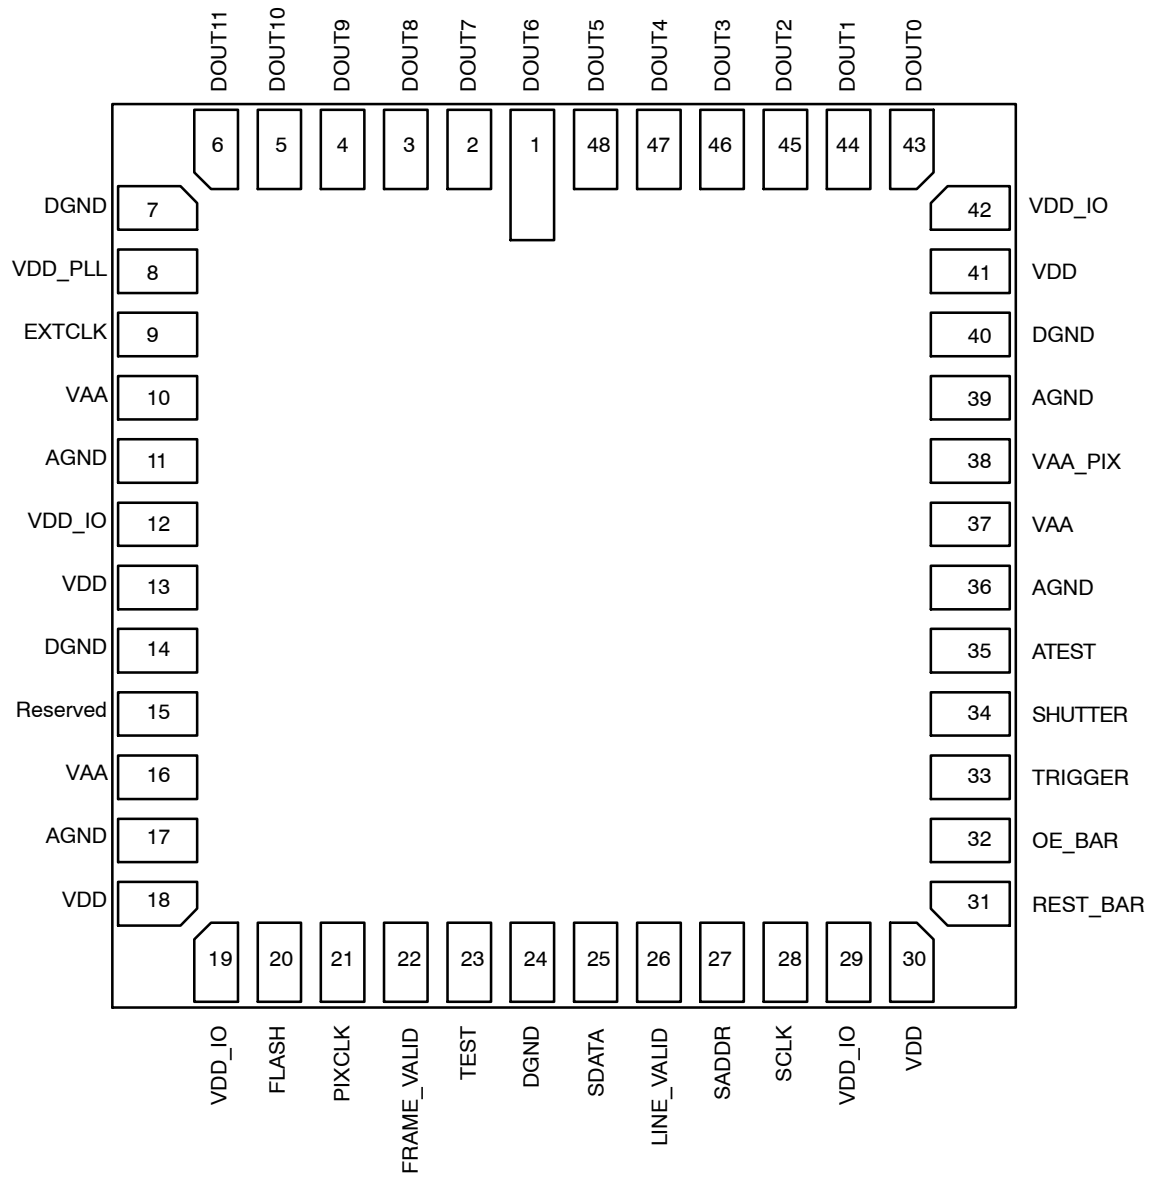 DOUT11
DOUT10
DOUT9
DOUT8
DOUT7
DOUT6
DOUT5
DOUT4
DOUT3
DOUT2
DOUT1
DOUT0
6
5
4
3
2
1
48
47
46
45
44
43
DGND 7
VDD_PLL 8
EXTCLK 9
VAA 10
AGND 11
VDD_IO 12
VDD 13
DGND 14
Reserved 15
VAA 16
AGND 17
VDD 18
42 VDD_IO
41 VDD
40 DGND
39 AGND
38 VAA_PIX
37 VAA
36 AGND
35 ATEST
34 SHUTTER
33 TRIGGER
32 OE_BAR
31 REST_BAR
19
20
21
22
23
24
25
26
27
28
29
30
VDD_IO
FLASH
PIXCLK
FRAME_VALID
TEST
DGND
SDATA
LINE_VALID
SADDR
SCLK
VDD_IO
VDD